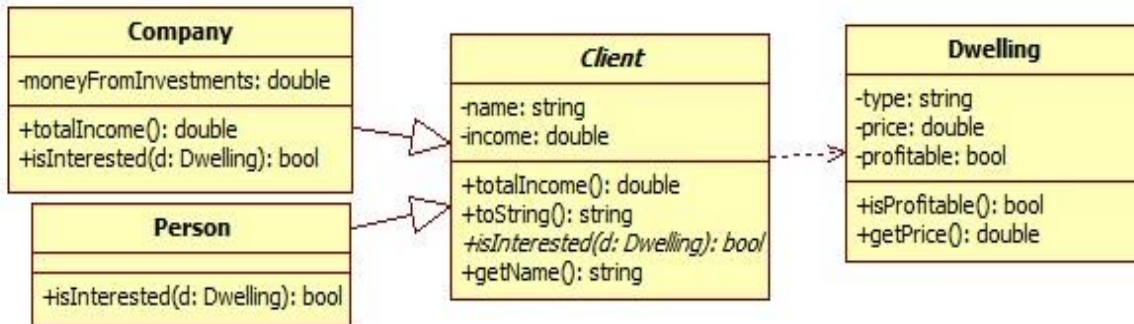 Company
-moneyFromInvestments: double
+totalIncome(): double
+isInterested(d: Dwelling): bool
Person
+isInterested(d: Dwelling): bool
Client
-name: string
-income: double
+totalIncome(): double
+toString(): string
+isInterested(d: Dwelling): bool
+getName(): string
Dwelling
-type: string
-price: double
-profitable: bool
+isProfitable(): bool
+getPrice(): double